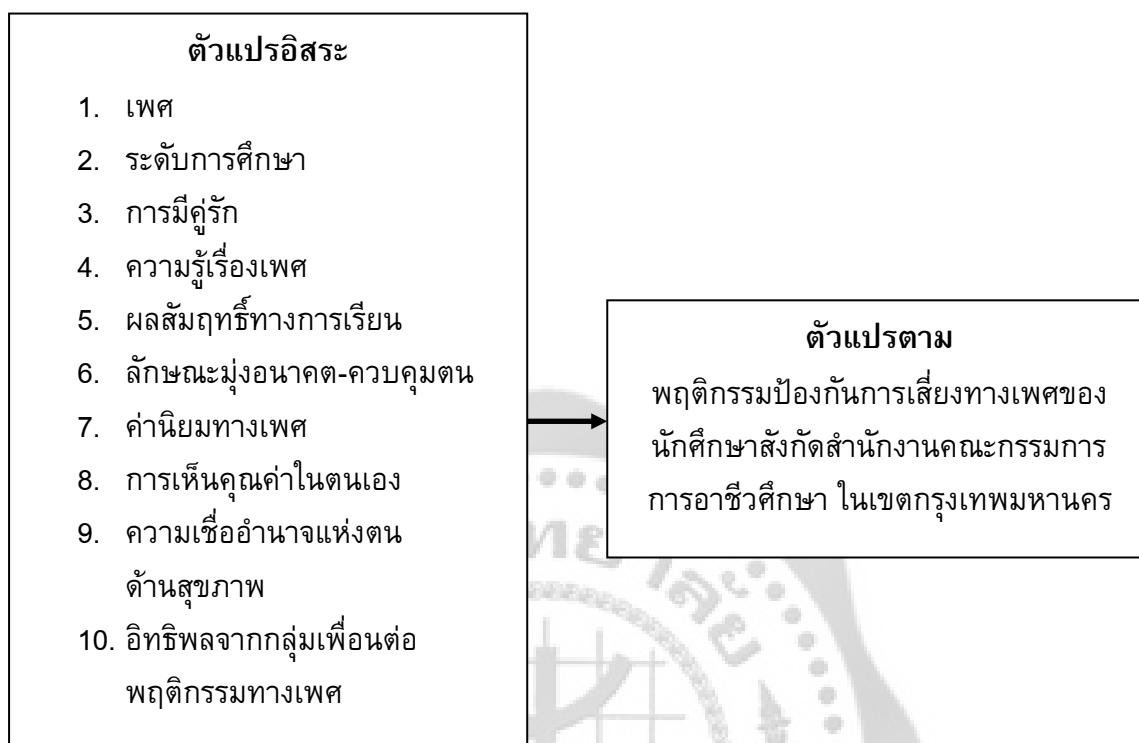 ตัวแปรอิสระ
1. เพศ
2. ระดับการศึกษา
3. การมีคู่รัก
4. ความรู้เรื่องเพศ
5. ผลสัมฤทธิ์ทางการเรียน
6. ลักษณะมุ่งอนาคต-ควบคุมตน
7. ค่านิยมทางเพศ
8. การเห็นคุณค่าในตนเอง
9. ความเชื่ออำนาจแห่งตน
ด้านสุขภาพ
10. อิทธิพลจากกลุ่มเพื่อนต่อ
พฤติกรรมทางเพศ
ตัวแปรตาม
พฤติกรรมป้องกันการเสี่ยงทางเพศของ
นักศึกษาสังกัดสำนักงานคณะกรรมการ
การอาชีวศึกษา ในเขตกรุงเทพมหานคร